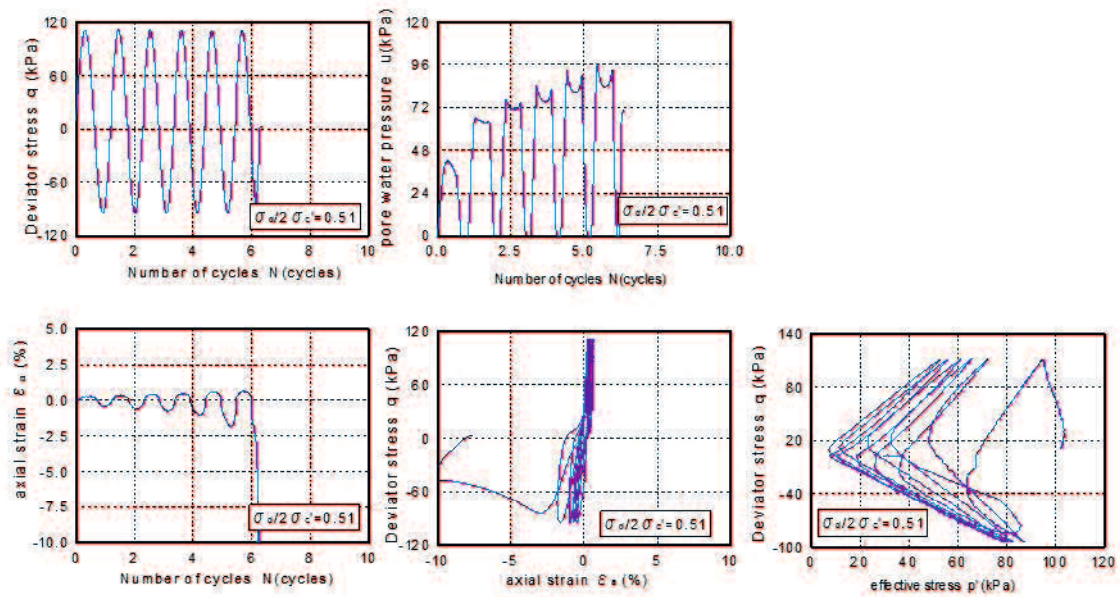 Deviator stress q (kPa)
120
60
0
-60
-120
σd/2σc'=0.51
0 2 4 6 8 10
Number of cycles N(cycles)
pore water pressure u(kPa)
120
96
72
48
24
0
σd/2σc'=0.51
0.0 2.5 5.0 7.5 10.0
Number of cycles N(cycles)
axial strain εa (%)
5.0
2.5
0.0
-2.5
-5.0
-7.5
-10.0
σd/2σc'=0.51
0 2 4 6 8 10
Number of cycles N(cycles)
Deviator stress q (kPa)
120
60
0
-60
-120
σd/2σc'=0.51
-10 -5 0 5
axial strain εa (%)
Deviator stress q (kPa)
140
80
20
-40
-100
σd/2σc'=0.51
0 20 40 60 80 100 120
effective stress p'(kPa)